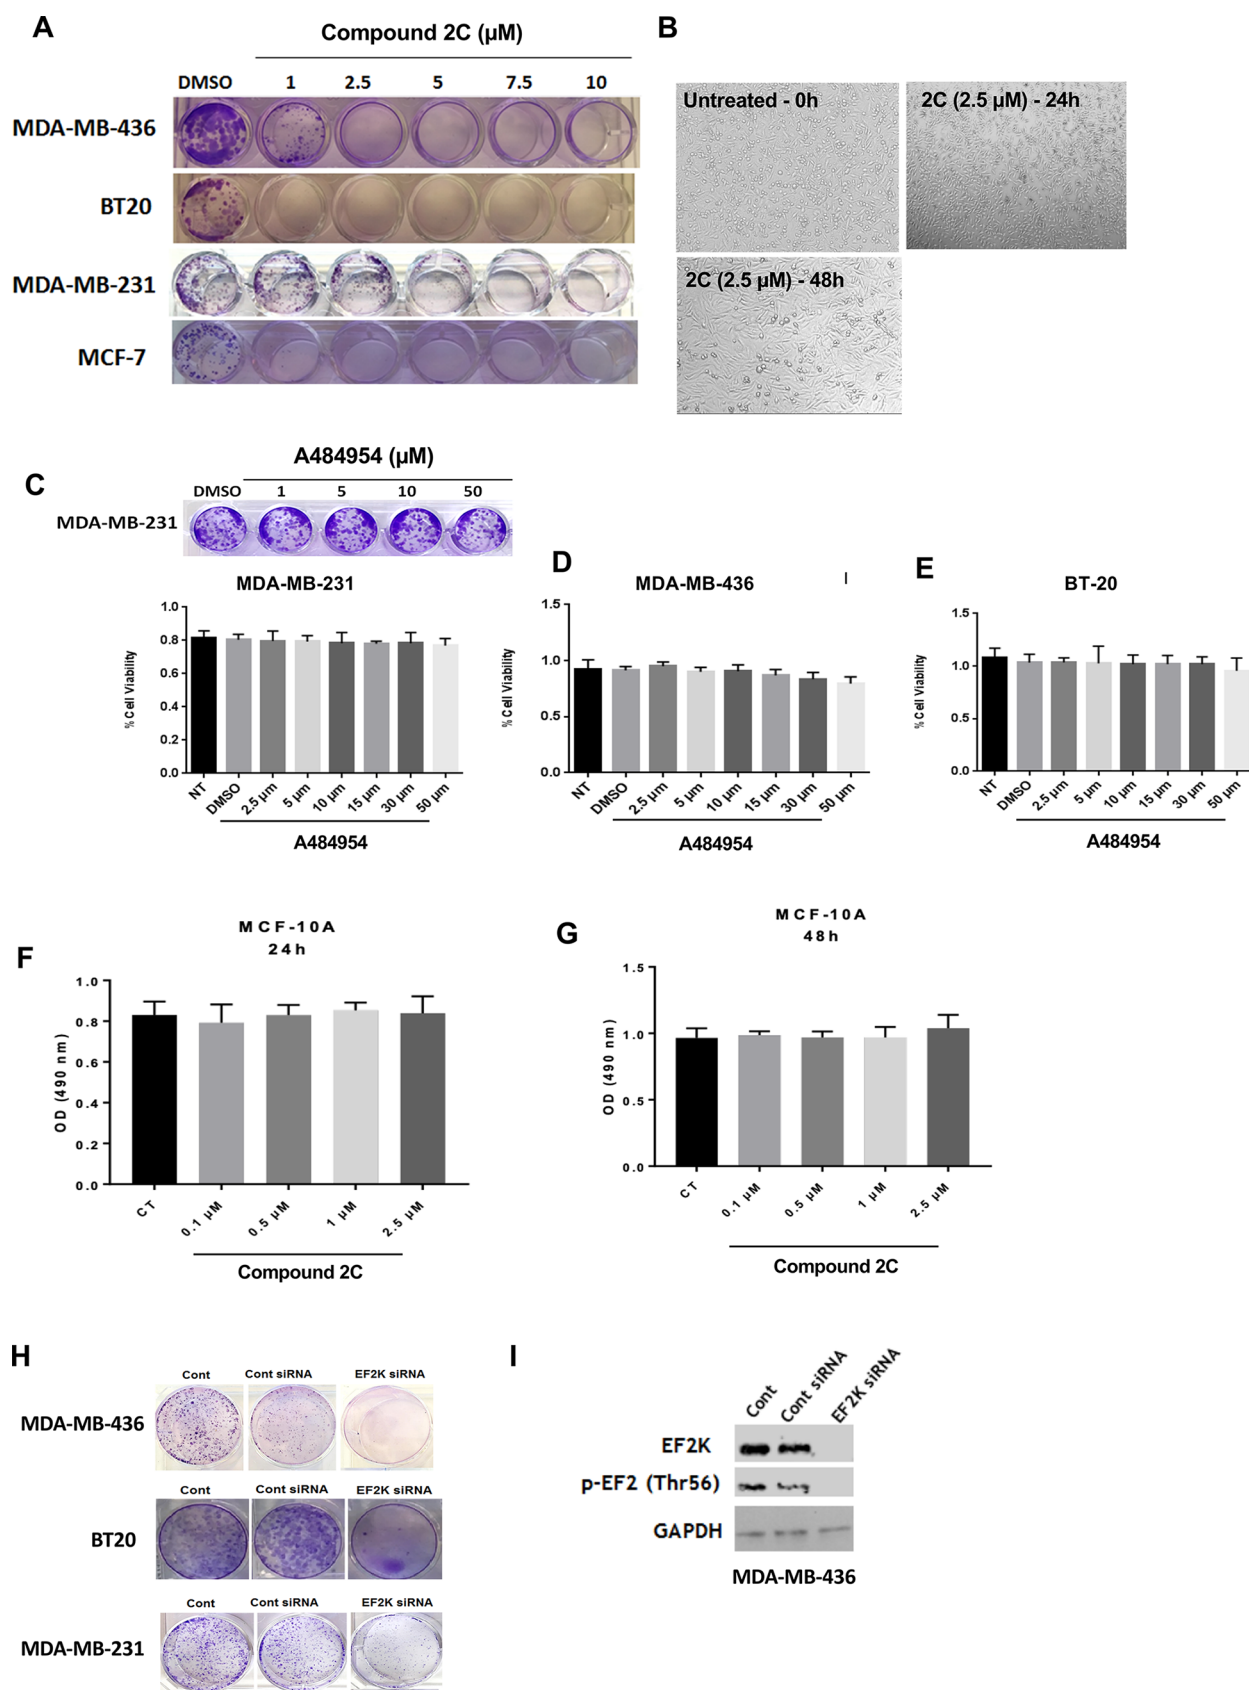 A
Compound 2C (µM)
DMSO 1 2.5 5 7.5 10
MDA-MB-436
BT20
MDA-MB-231
MCF-7
B
Untreated - 0h
2C (2.5 µM) - 24h
2C (2.5 µM) - 48h
C
A484954 (µM)
DMSO 1 5 10 50
MDA-MB-231
MDA-MB-231
% Cell Viability
1.0
0.8
0.6
0.4
0.2
0.0
NT DMSO 2.5 µm 5 µm 10 µm 15 µm 30 µm 50 µm
A484954
D
MDA-MB-436
I
% Cell Viability
1.5
1.0
0.5
0.0
NT DMSO 2.5 µm 5 µm 10 µm 15 µm 30 µm 50 µm
A484954
E
BT-20
% Cell Viability
1.5
1.0
0.5
0.0
NT DMSO 2.5 µm 5 µm 10 µm 15 µm 30 µm 50 µm
A484954
F
MCF-10A
24h
OD (490 nm)
1.0
0.8
0.6
0.4
0.2
0.0
CT 0.1 µM 0.5 µM 1 µM 2.5 µM
Compound 2C
G
MCF-10A
48h
OD (490 nm)
1.5
1.0
0.5
0.0
CT 0.1 µM 0.5 µM 1 µM 2.5 µM
Compound 2C
H
Cont Cont siRNA EF2K siRNA
MDA-MB-436
Cont Cont siRNA EF2K siRNA
BT20
Cont Cont siRNA EF2K siRNA
MDA-MB-231
I
Cont Cont siRNA EF2K siRNA
EF2K
p-EF2 (Thr56)
GAPDH
MDA-MB-436